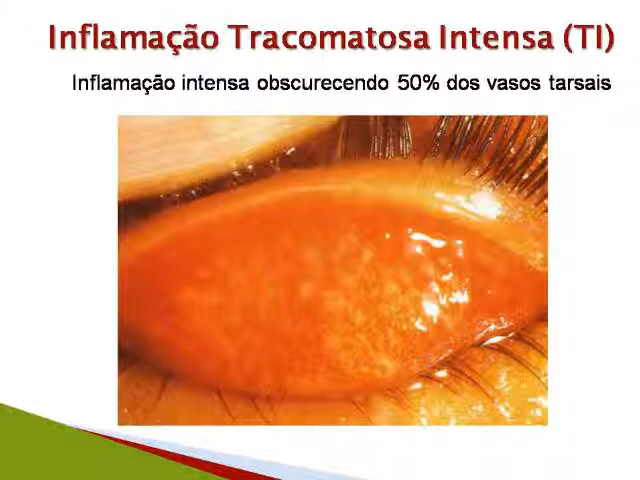 Inflamação Tracomatosa Intensa (TI)
Inflamação intensa obscurecendo 50% dos vasos tarsais